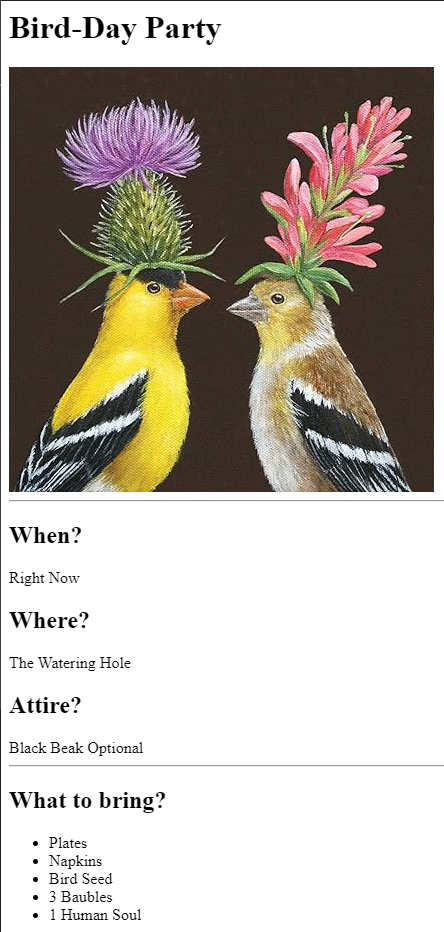 Bird-Day Party
When?
Right Now
Where?
The Watering Hole
Attire?
Black Beak Optional
What to bring?
Plates
Napkins
Bird Seed
3 Baubles
1 Human Soul